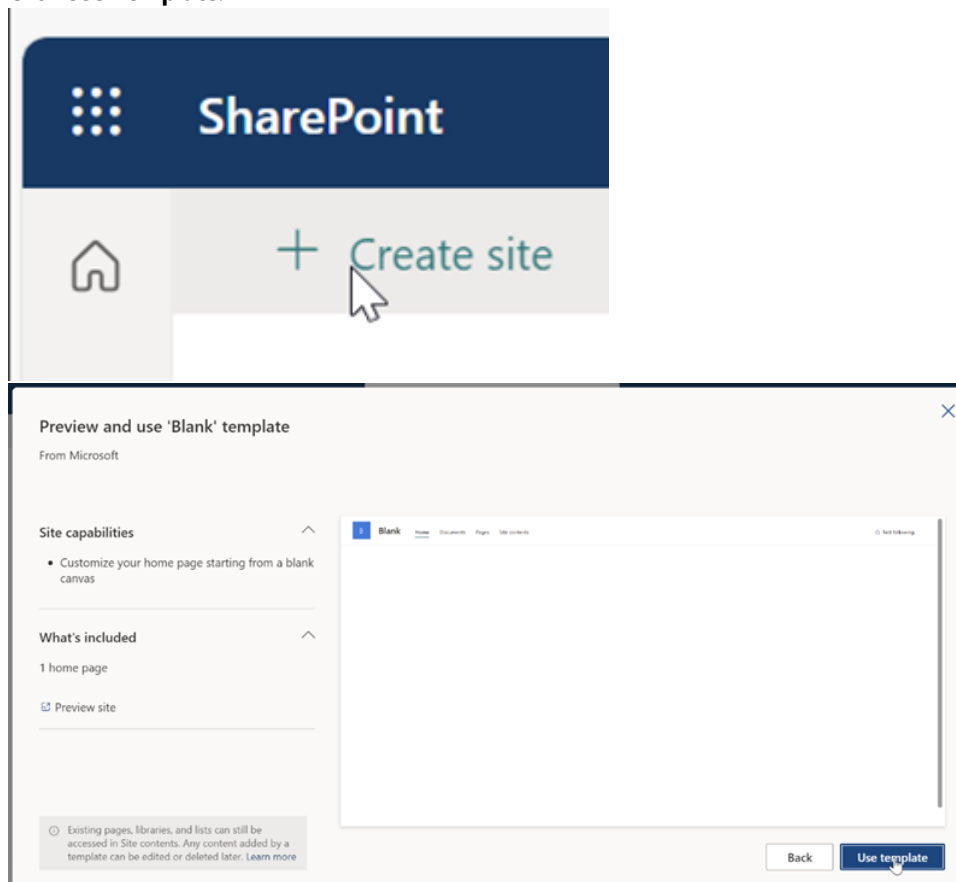 SharePoint
Create site
Preview and use 'Blank' template
From Microsoft
Site capabilities
• Customize your home page starting from a blank
canvas
What's included
1 home page
Preview site
Existing pages, libraries, and lists can still be
accessed in Site contents. Any content added by a
template can be edited or deleted later. Learn more
Blank Home Documents Pages Site contents
Not following
Back Use template